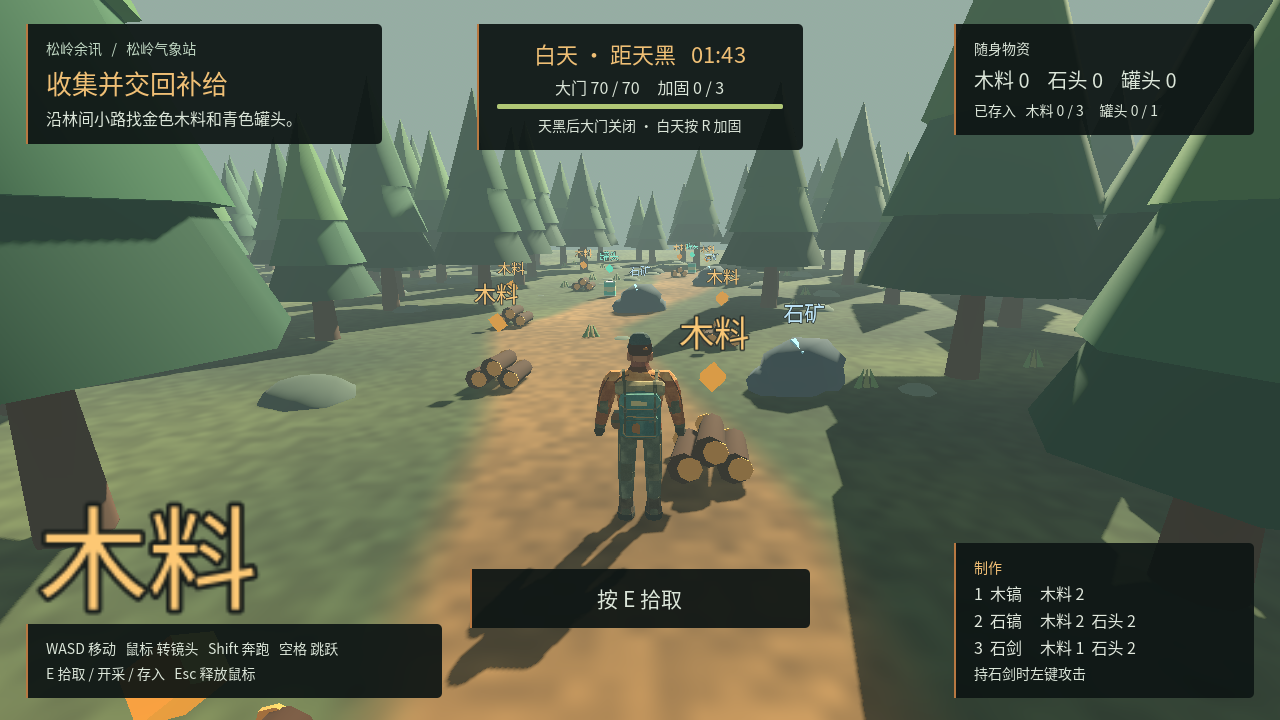 松岭余讯 / 松岭气象站
收集并交回补给
沿林间小路找金色木料和青色罐头。
白天 · 距天黑 01:43
大门 70 / 70 加固 0 / 3
天黑后大门关闭 · 白天按 R 加固
随身物资
木料 0 石头 0 罐头 0
已存入 木料 0 / 3 罐头 0 / 1
木料
石矿
木料
木料
木料
石矿
木料
按 E 拾取
WASD 移动 鼠标 转镜头 Shift 奔跑 空格 跳跃
E 拾取 / 开采 / 存入 Esc 释放鼠标
制作
1 木镐 木料 2
2 石镐 木料 2 石头 2
3 石剑 木料 1 石头 2
持石剑时左键攻击